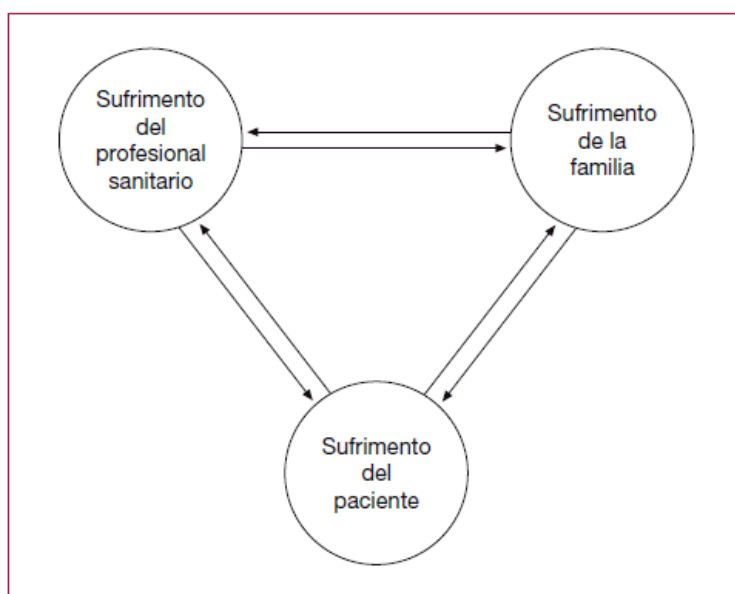 Sufrimento
del
profesional
sanitario
Sufrimento
de la
familia
Sufrimento
del
paciente